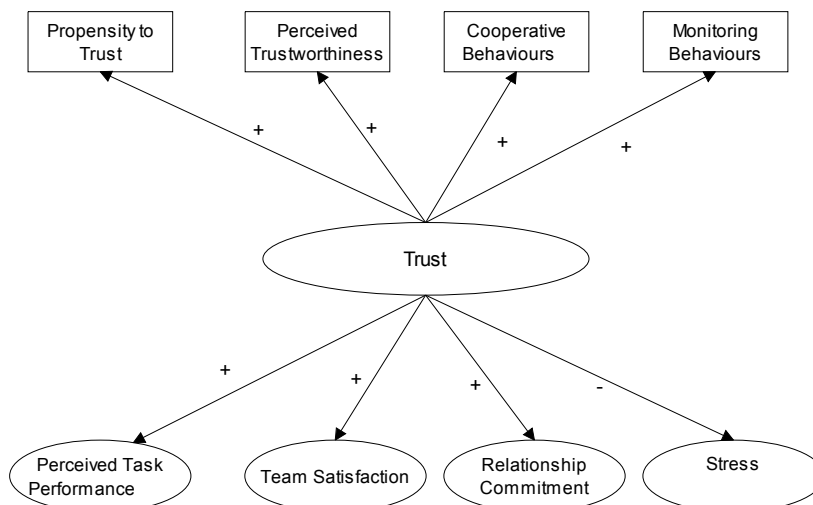 Propensity to
Trust
Perceived
Trustworthiness
Cooperative
Behaviours
Monitoring
Behaviours
+
+
+
+
Trust
+
+
+
-
Perceived Task
Performance
Team Satisfaction
Relationship
Commitment
Stress